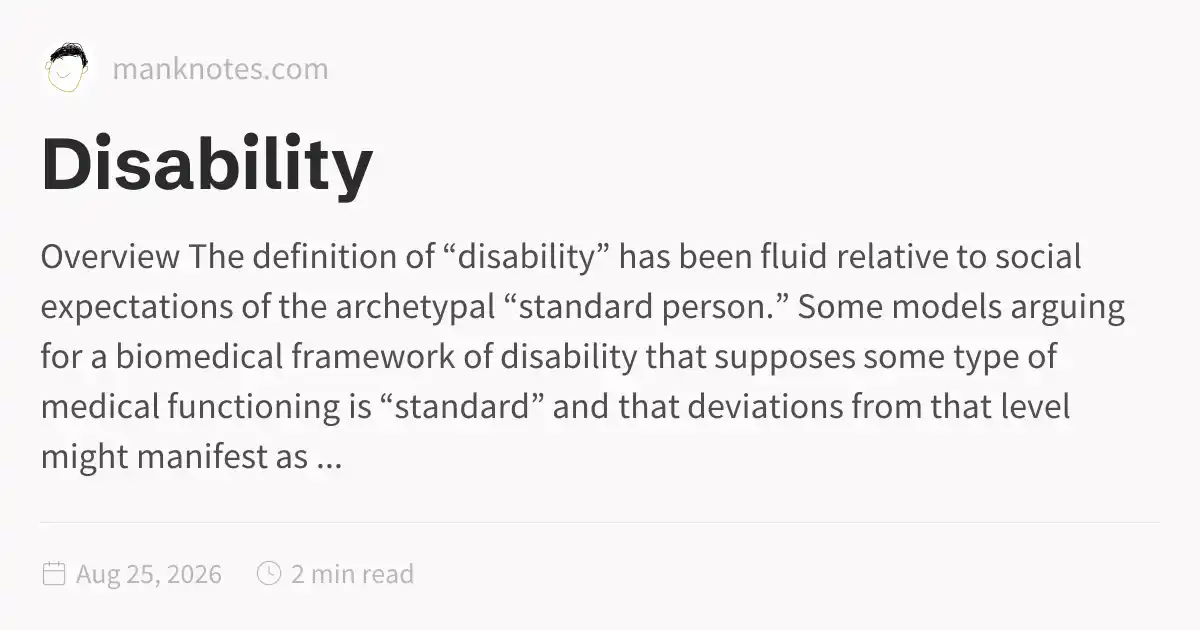 manknotes.com
Disability
Overview The definition of “disability” has been fluid relative to social
expectations of the archetypal “standard person.” Some models arguing
for a biomedical framework of disability that supposes some type of
medical functioning is “standard” and that deviations from that level
might manifest as ...
Aug 25, 2026 2 min read